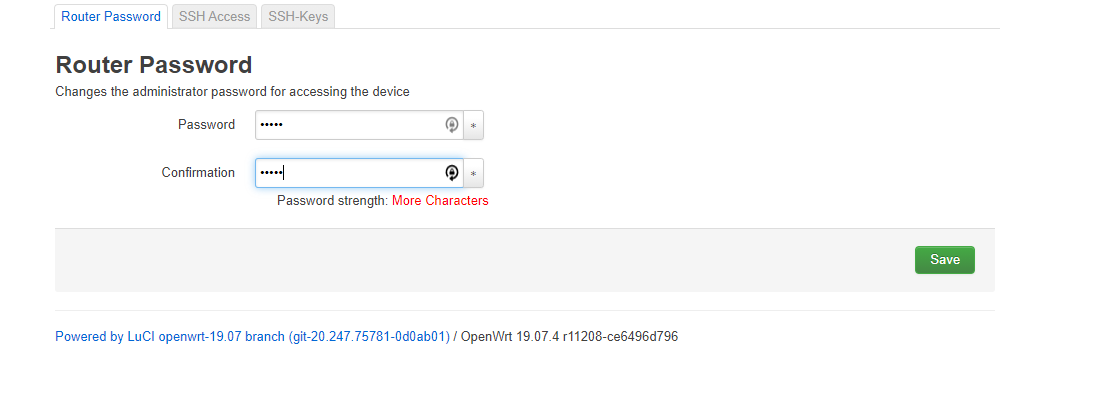 Router Password SSH Access SSH-Keys
Router Password
Changes the administrator password for accessing the device
Password ••••• *
Confirmation ••••• *
Password strength: More Characters
Save
Powered by LuCI openwrt-19.07 branch (git-20.247.75781-0d0ab01) / OpenWrt 19.07.4 r11208-ce6496d796